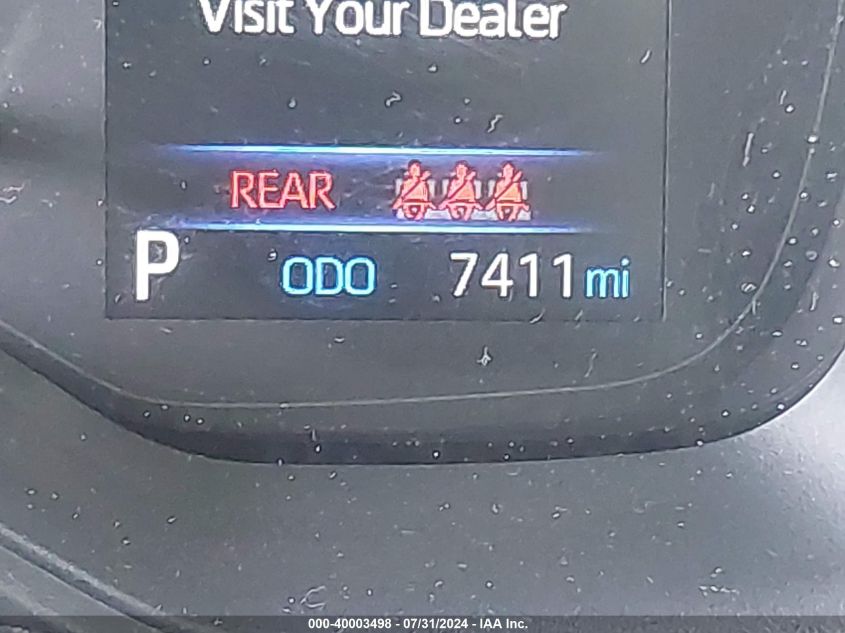 Visit Your Dealer
REAR
P ODO 7411 mi
000-40003498 - 07/31/2024 - IAA Inc.